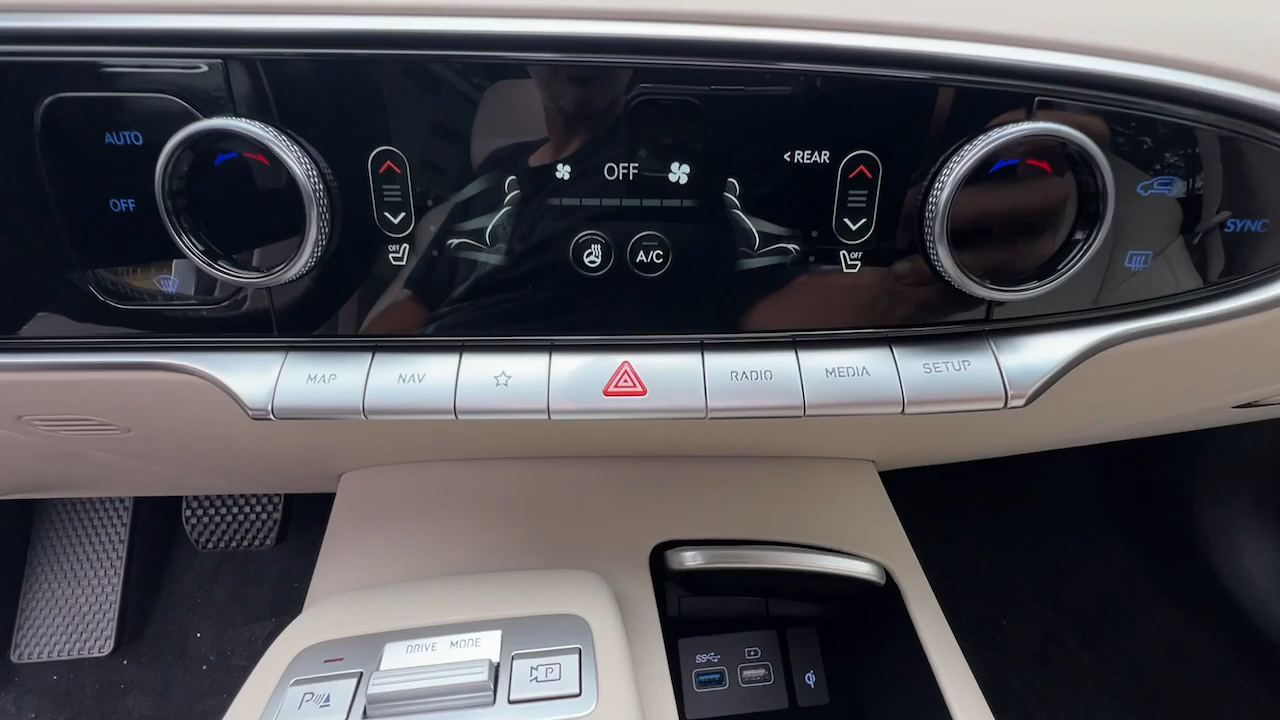 AUTO
OFF
OFF
OFF
A/C
< REAR
OFF
SYNC
MAP
NAV
RADIO
MEDIA
SETUP
DRIVE MODE
P
P
SS